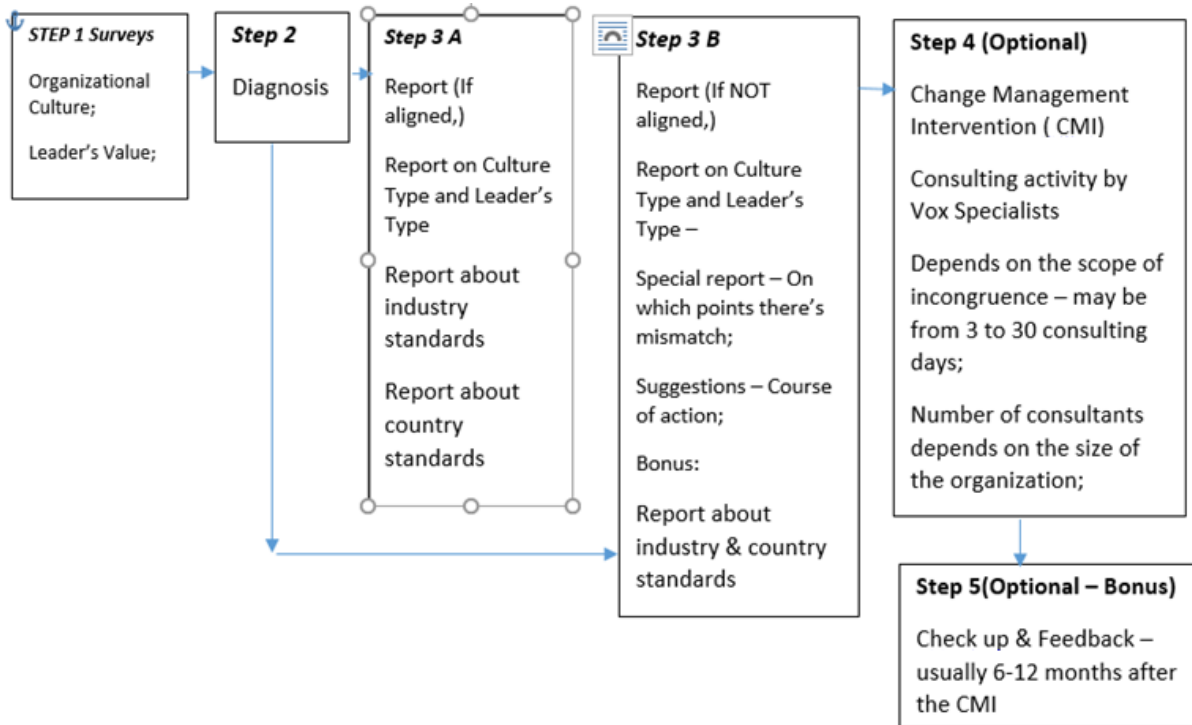 STEP 1 Surveys
Organizational
Culture;
Leader's Value;
Step 2
Diagnosis
Step 3 A
Report (If
aligned,)
Report on Culture
Type and Leader's
Type
Report about
industry
standards
Report about
country
standards
Step 3 B
Report (If NOT
aligned,)
Report on Culture
Type and Leader's
Type –
Special report – On
which points there's
mismatch;
Suggestions – Course
of action;
Bonus:
Report about
industry & country
standards
Step 4 (Optional)
Change Management
Intervention ( CMI)
Consulting activity by
Vox Specialists
Depends on the scope of
incongruence – may be
from 3 to 30 consulting
days;
Number of consultants
depends on the size of
the organization;
Step 5(Optional – Bonus)
Check up & Feedback –
usually 6-12 months after
the CMI